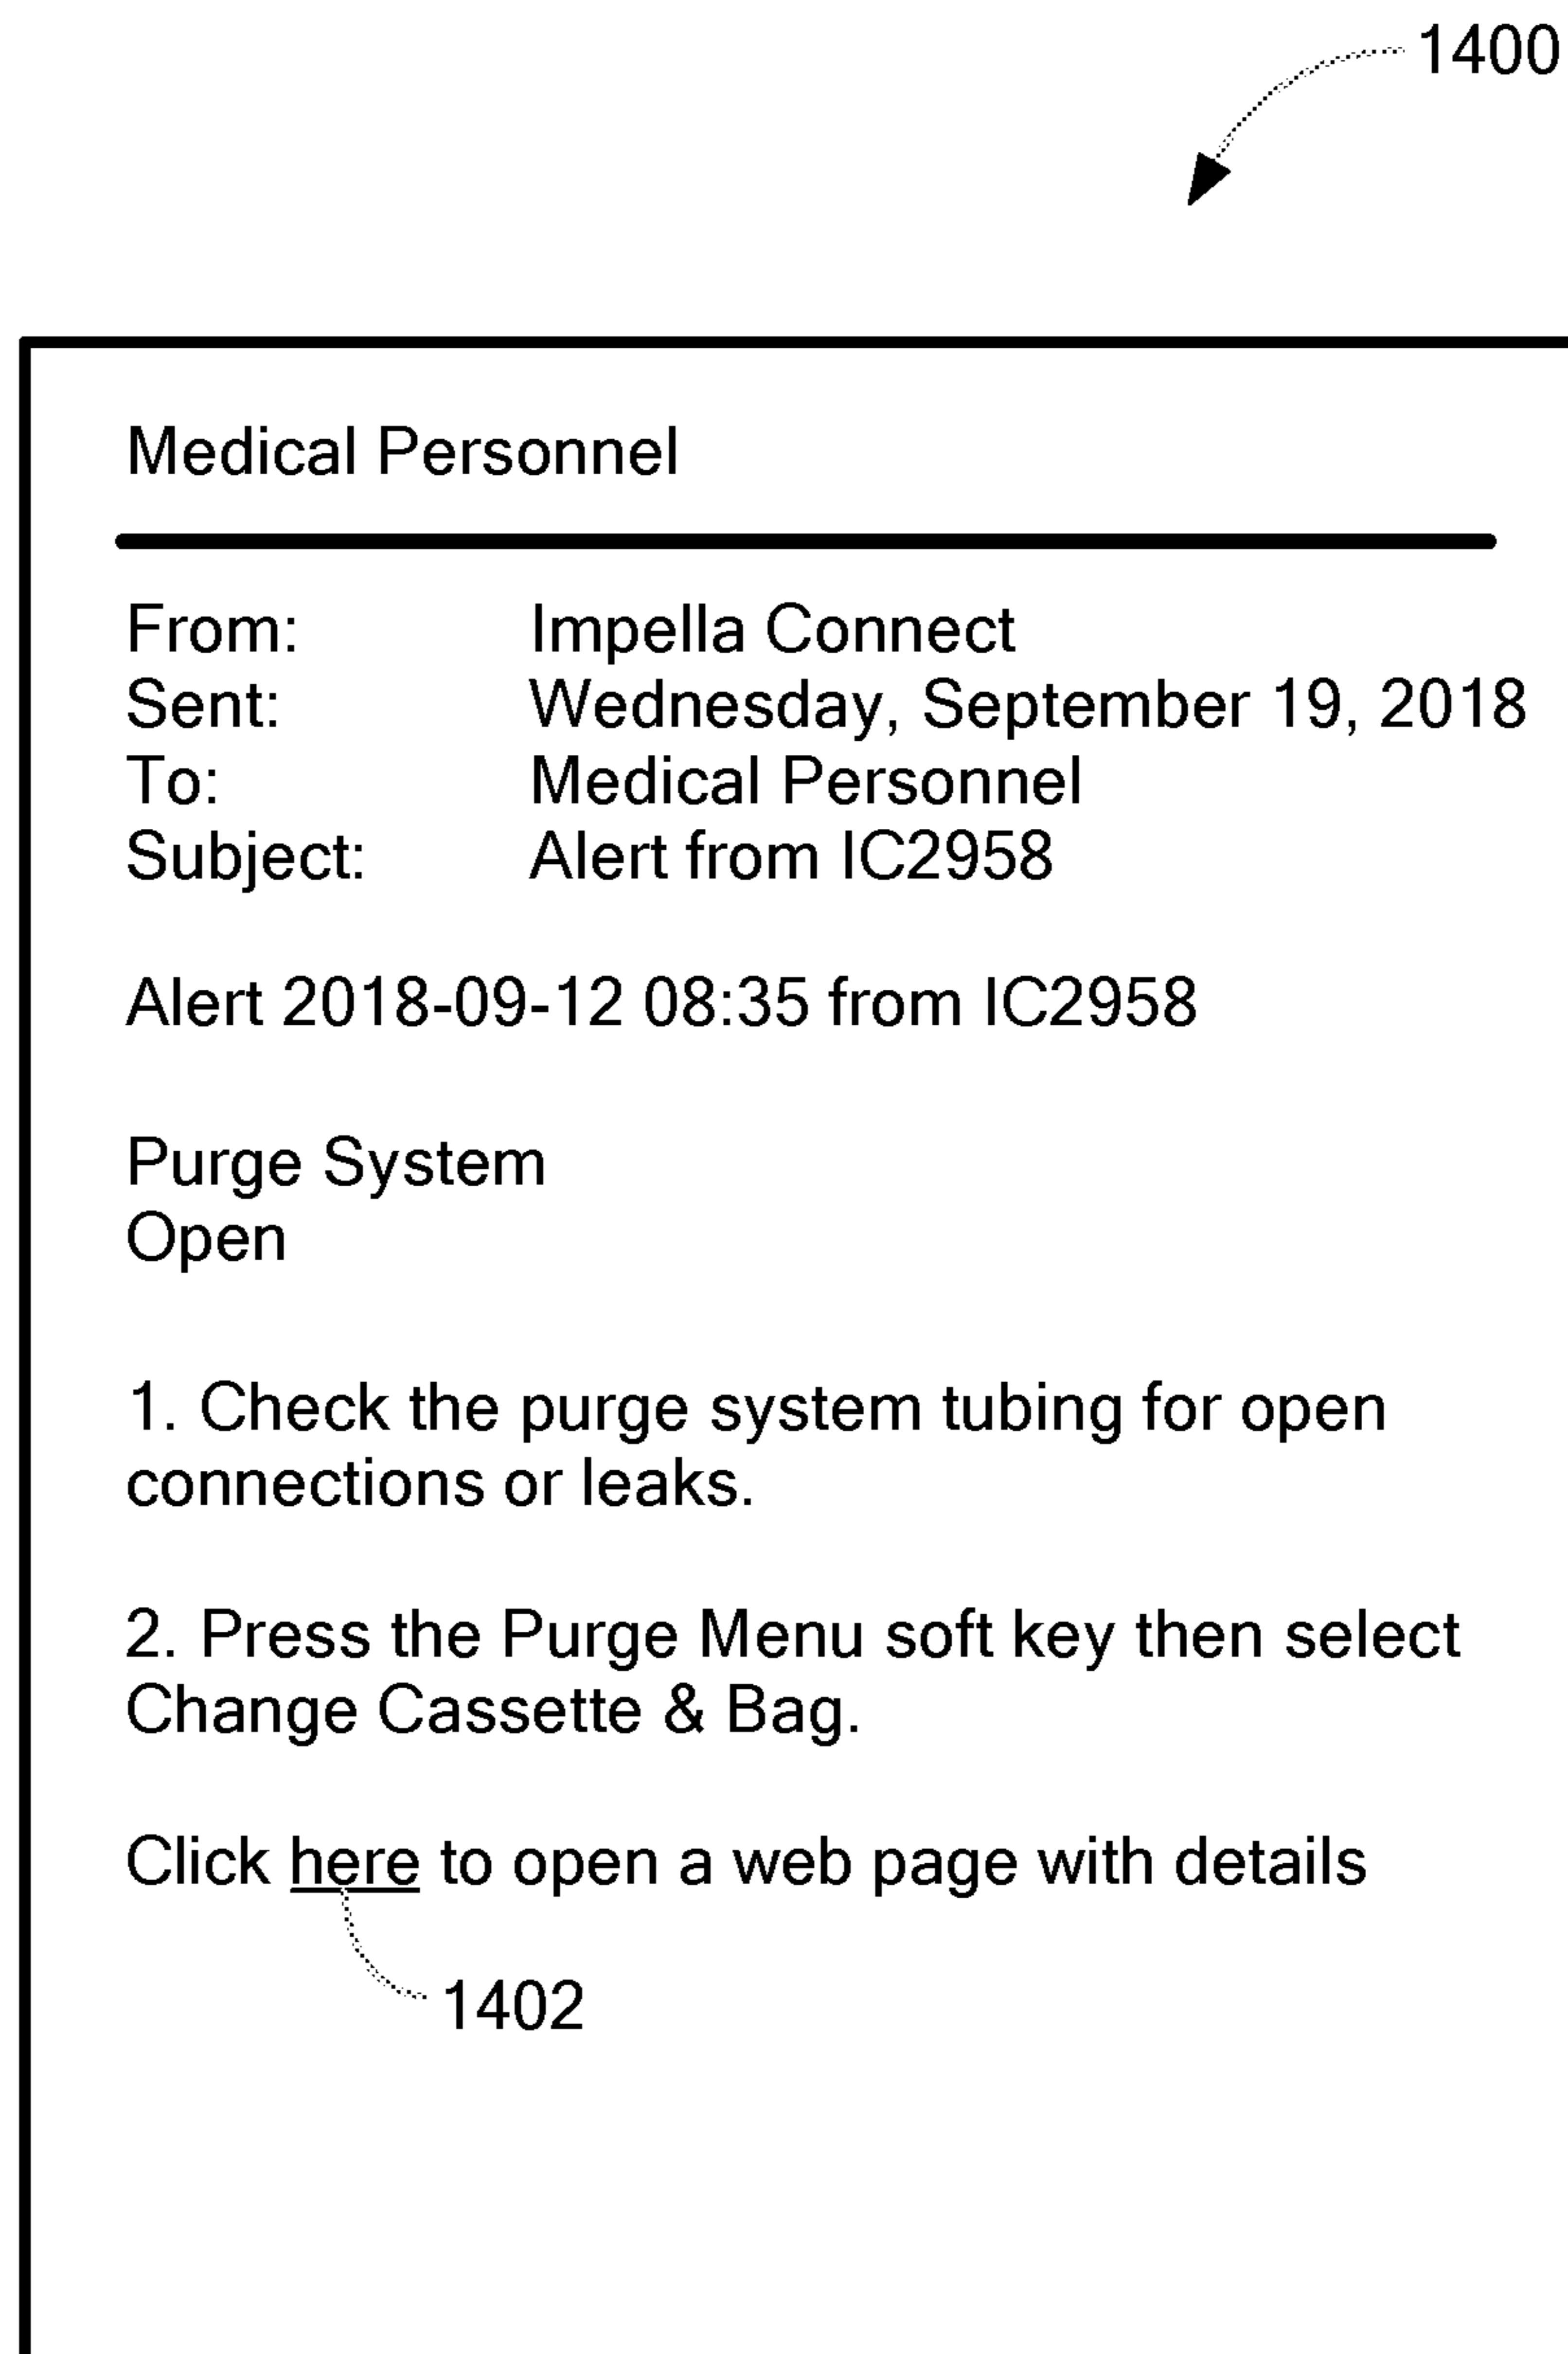 1400
Medical Personnel
From: Impella Connect
Sent: Wednesday, September 19, 2018
To: Medical Personnel
Subject: Alert from IC2958
Alert 2018-09-12 08:35 from IC2958
Purge System
Open
1. Check the purge system tubing for open
connections or leaks.
2. Press the Purge Menu soft key then select
Change Cassette & Bag.
Click here to open a web page with details
1402